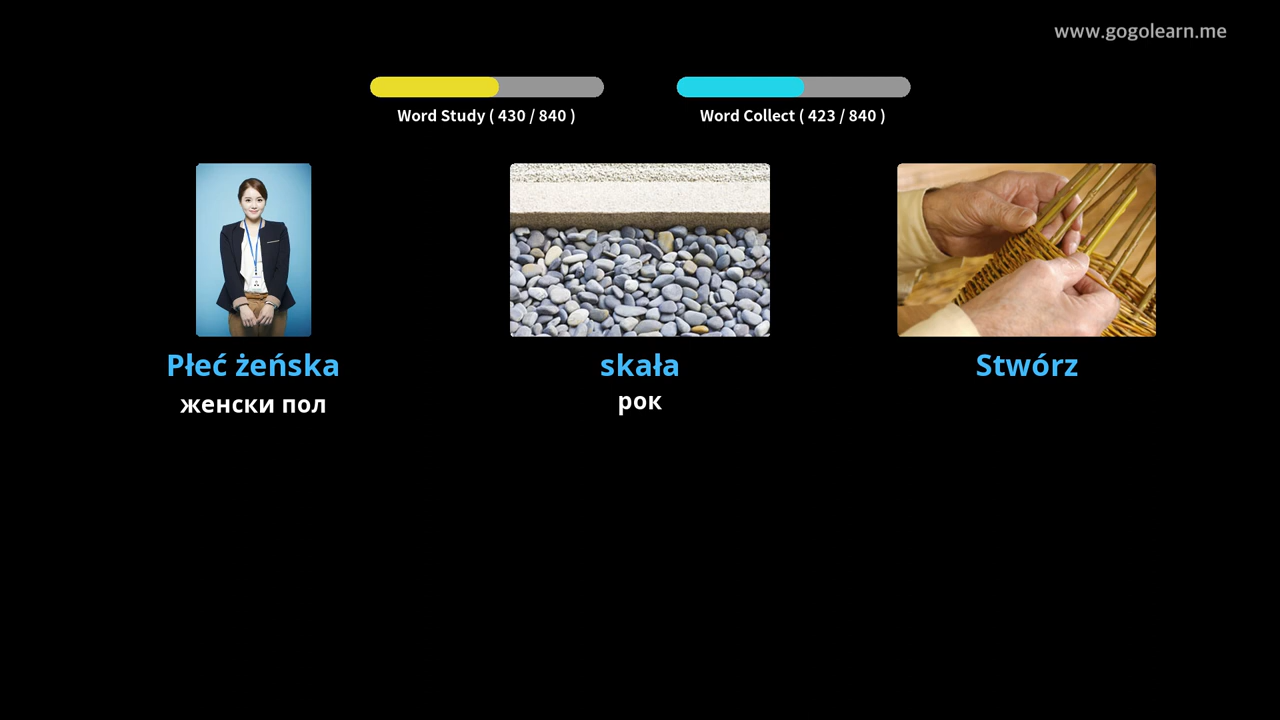 www.gogolearn.me
Word Study ( 430 / 840 )
Word Collect ( 423 / 840 )
Płeć żeńska
skała
Stwórz
женски пол
рок